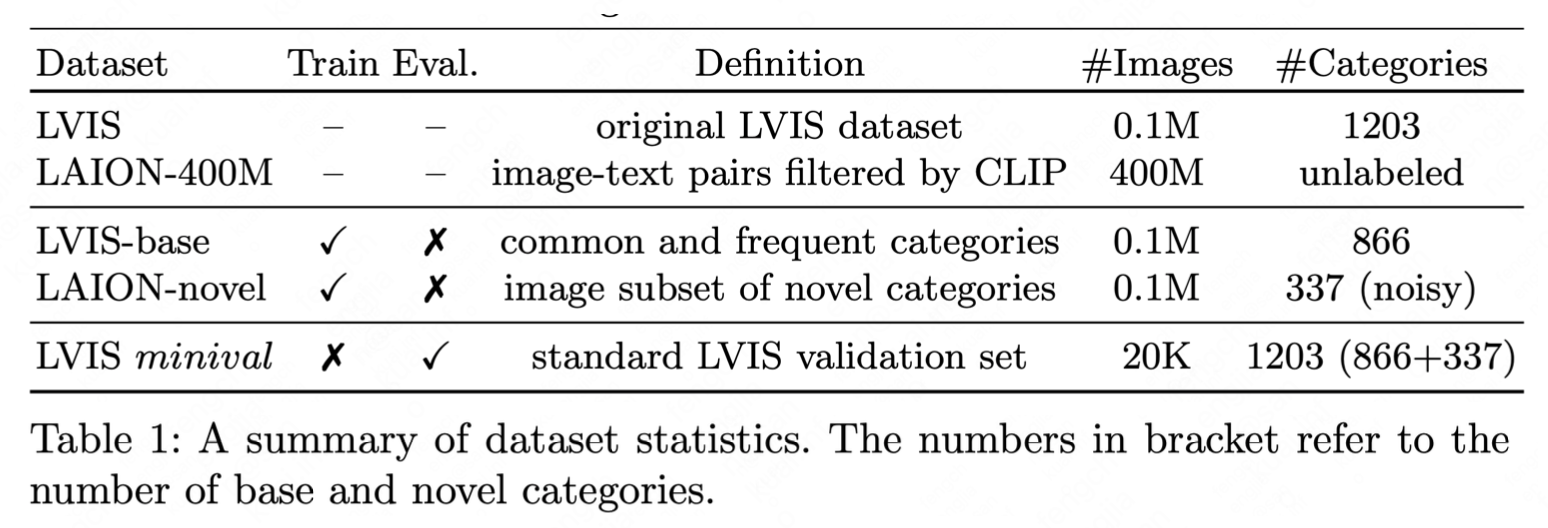 Dataset Train Eval. Definition #Images #Categories
LVIS – – original LVIS dataset 0.1M 1203
LAION-400M – – image-text pairs filtered by CLIP 400M unlabeled
LVIS-base ✓ ✗ common and frequent categories 0.1M 866
LAION-novel ✓ ✗ image subset of novel categories 0.1M 337 (noisy)
LVIS minival ✗ ✓ standard LVIS validation set 20K 1203 (866+337)
Table 1: A summary of dataset statistics. The numbers in bracket refer to the
number of base and novel categories.